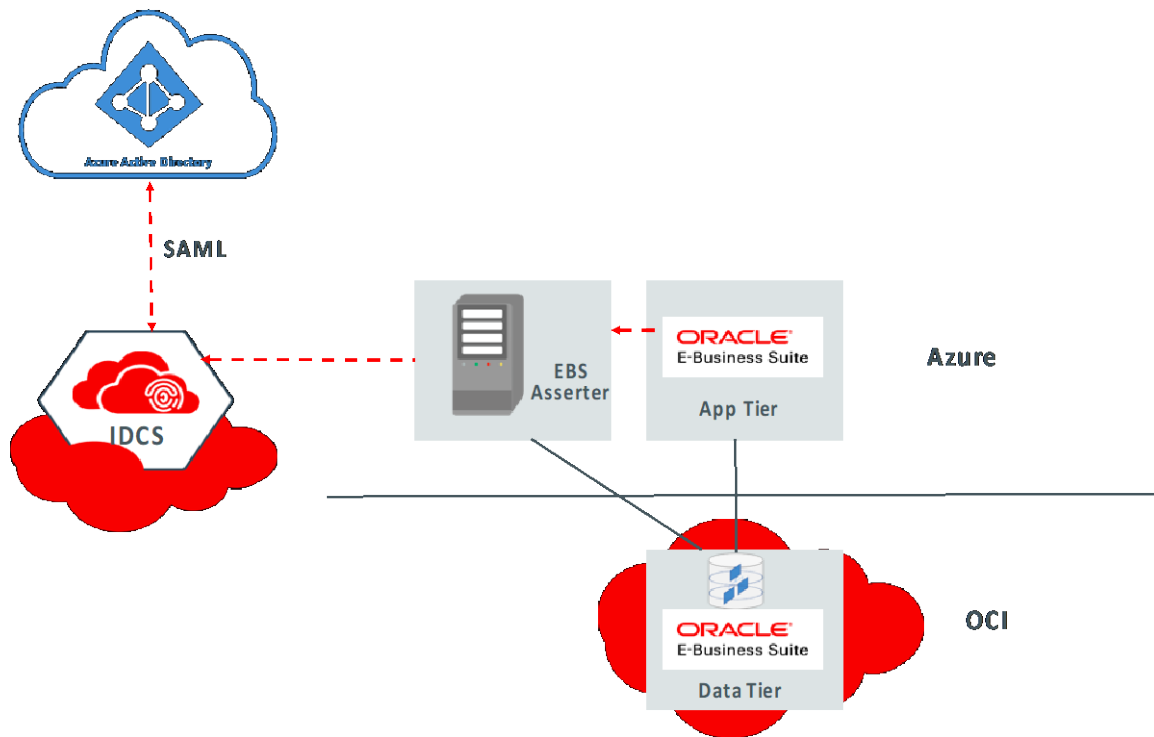 Azure Active Directory
SAML
EBS
Asserter
ORACLE
E-Business Suite
App Tier
Azure
IDCS
ORACLE
E-Business Suite
Data Tier
OCI